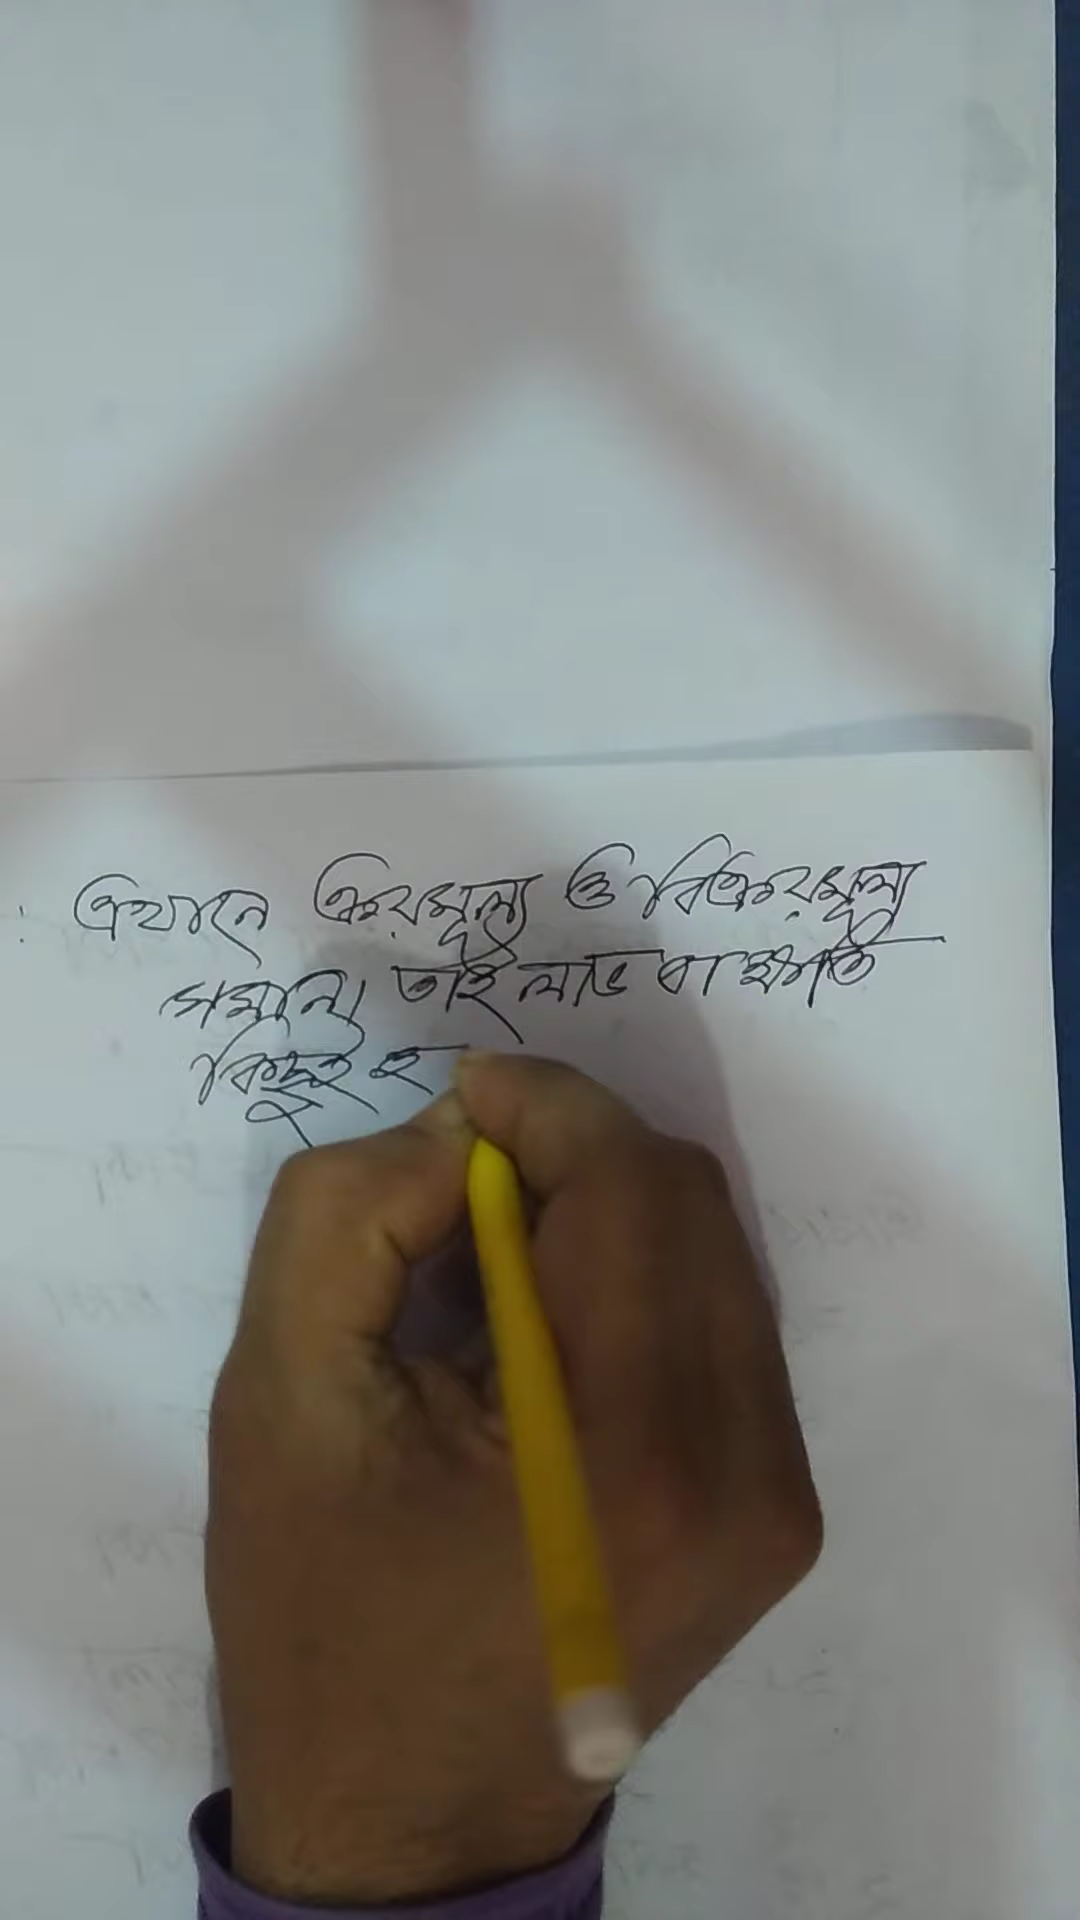 এখানে ক্রয়মূল্য ও বিক্রয়মূল্য
সমান। তাই লাভ বা ক্ষতি
কিছুই হ